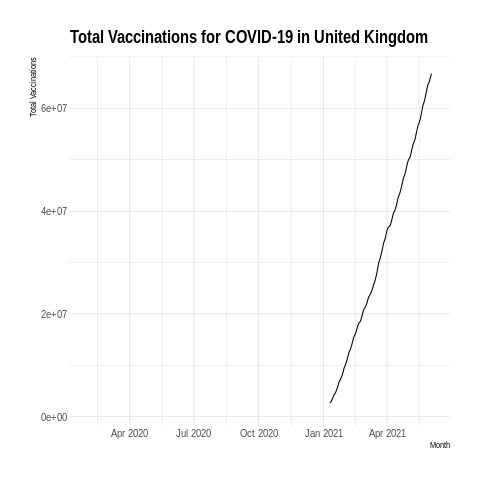 Total Vaccinations for COVID-19 in United Kingdom
Total Vaccinations
6e+07
4e+07
2e+07
0e+00
Apr 2020 Jul 2020 Oct 2020 Jan 2021 Apr 2021
Month